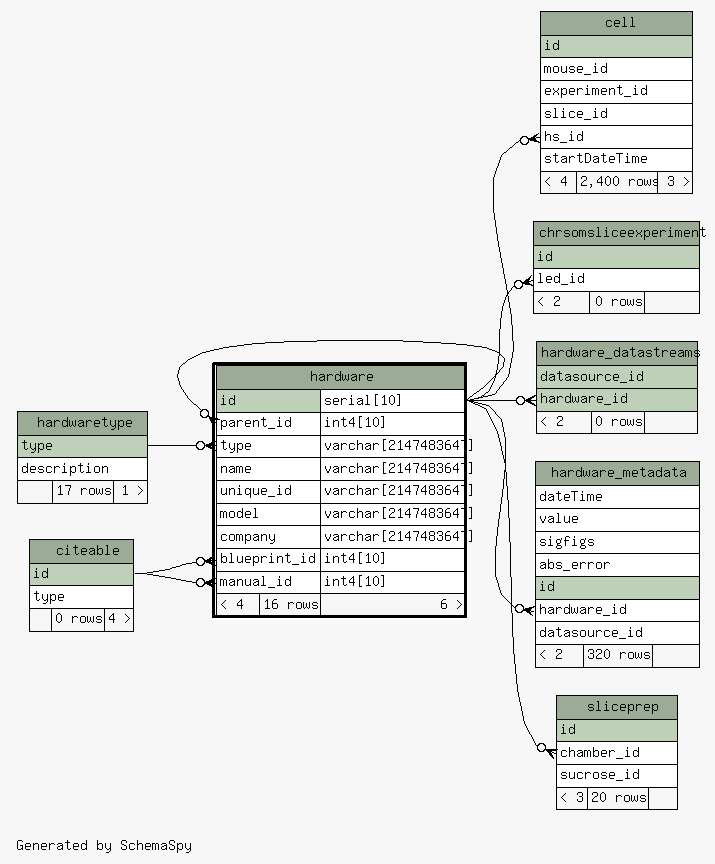 cell
id
mouse_id
experiment_id
slice_id
hs_id
startDateTime
< 4 2,400 rows 3 >
chrsomsliceexperiment
id
led_id
< 2 0 rows
hardware_datastreams
datasource_id
hardware_id
< 2 0 rows
hardware
id serial[10]
parent_id int4[10]
type varchar[2147483647]
name varchar[2147483647]
unique_id varchar[2147483647]
model varchar[2147483647]
company varchar[2147483647]
blueprint_id int4[10]
manual_id int4[10]
< 4 16 rows 6 >
hardwaretype
type
description
17 rows 1 >
citeable
id
type
0 rows 4 >
hardware_metadata
dateTime
value
sigfigs
abs_error
id
hardware_id
datasource_id
< 2 320 rows
sliceprep
id
chamber_id
sucrose_id
< 3 20 rows
Generated by SchemaSpy